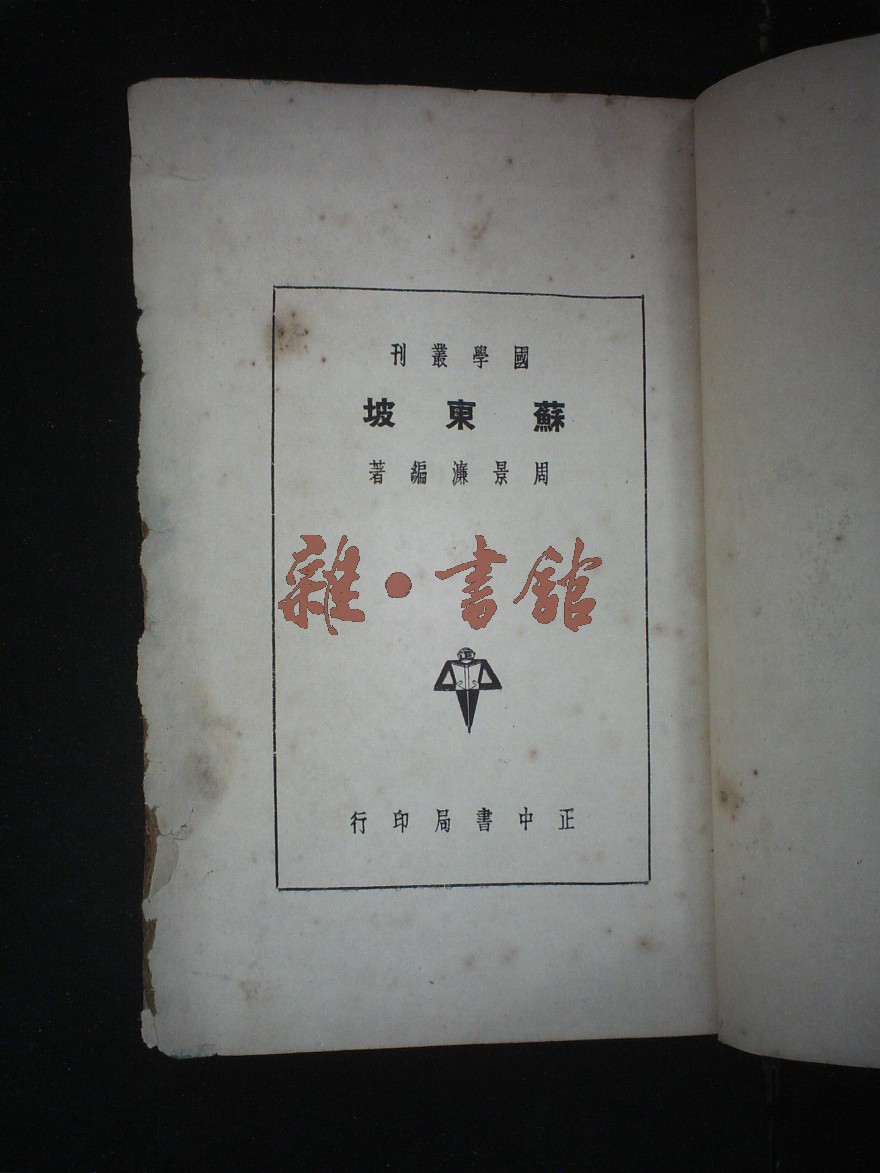 國學叢刊
蘇東坡
周景濂編著
雜·書館
正中書局印行